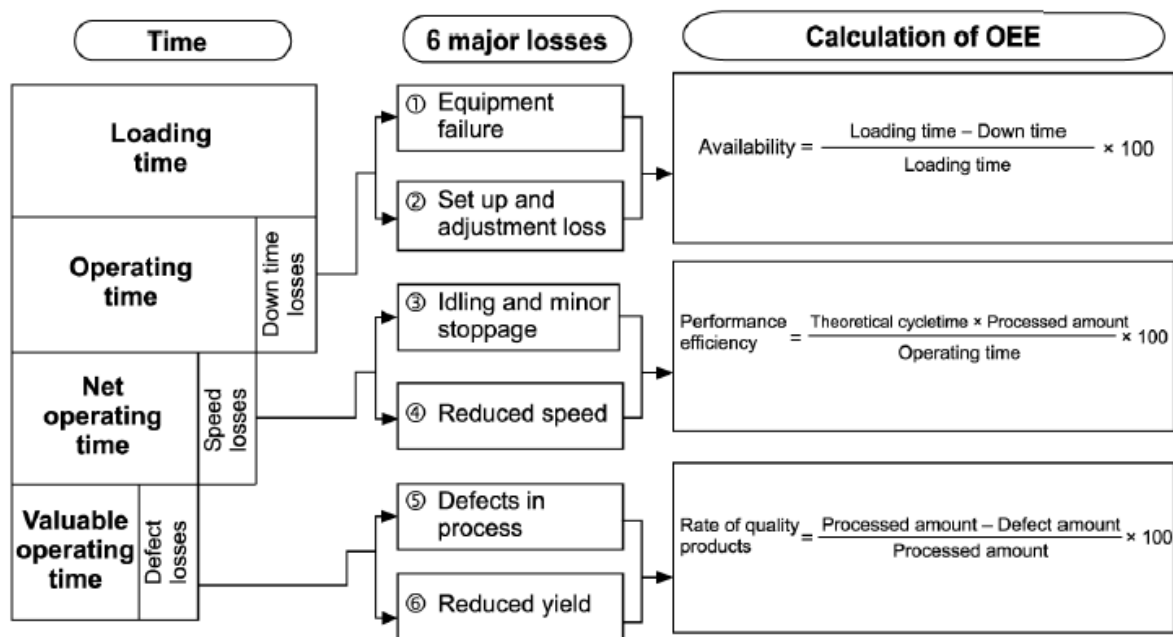 Time
6 major losses
Calculation of OEE
Loading
time
Operating
time
Down time
losses
Net
operating
time
Speed
losses
Valuable
operating
time
Defect
losses
① Equipment
failure
② Set up and
adjustment loss
③ Idling and minor
stoppage
④ Reduced speed
⑤ Defects in
process
⑥ Reduced yield
Availability = Loading time – Down time
Loading time
× 100
Performance
efficiency
= Theoretical cycletime × Processed amount
Operating time
× 100
Rate of quality
products
= Processed amount – Defect amount
Processed amount
× 100